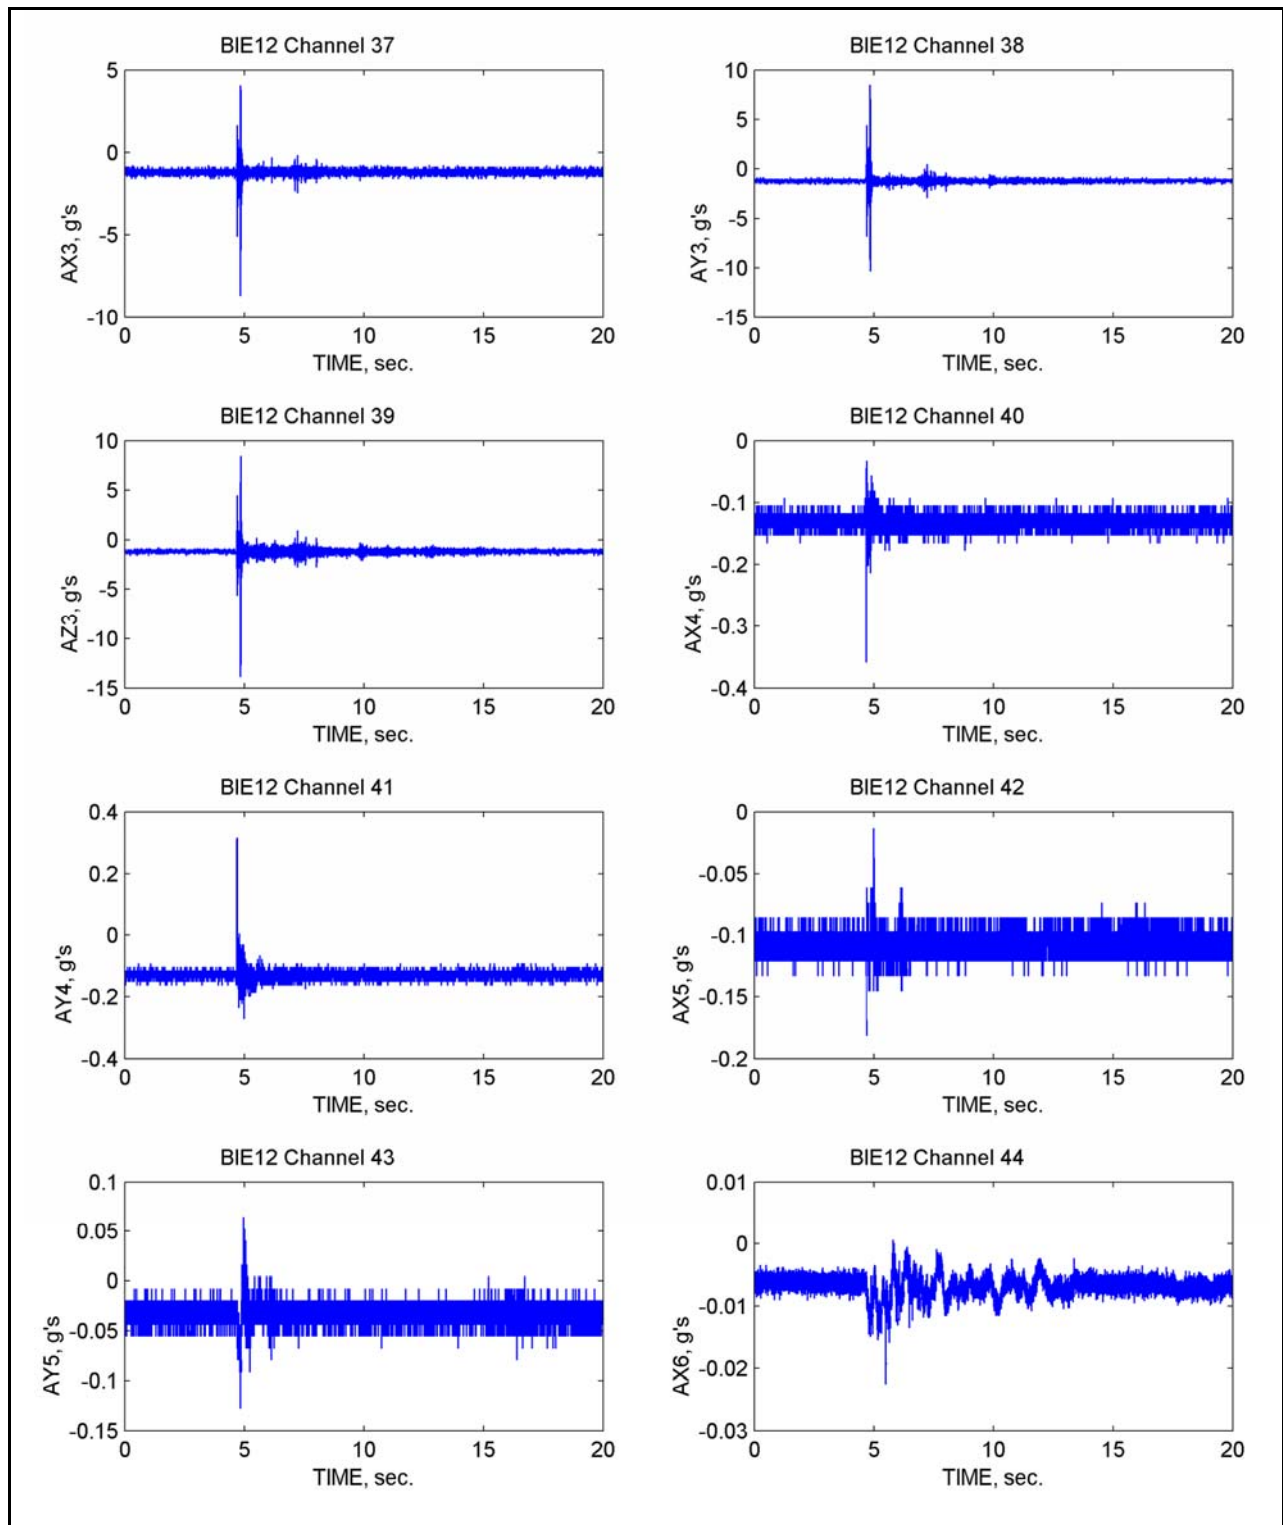 BIE12 Channel 37
5
0
-5
-10
AX3, g's
0 5 10 15 20
TIME, sec.
BIE12 Channel 38
10
5
0
-5
-10
-15
AY3, g's
0 5 10 15 20
TIME, sec.
BIE12 Channel 39
10
5
0
-5
-10
-15
AZ3, g's
0 5 10 15 20
TIME, sec.
BIE12 Channel 40
0
-0.1
-0.2
-0.3
-0.4
AX4, g's
0 5 10 15 20
TIME, sec.
BIE12 Channel 41
0.4
0.2
0
-0.2
-0.4
AY4, g's
0 5 10 15 20
TIME, sec.
BIE12 Channel 42
0
-0.05
-0.1
-0.15
-0.2
AX5, g's
0 5 10 15 20
TIME, sec.
BIE12 Channel 43
0.1
0.05
0
-0.05
-0.1
-0.15
AY5, g's
0 5 10 15 20
TIME, sec.
BIE12 Channel 44
0.01
0
-0.01
-0.02
-0.03
AX6, g's
0 5 10 15 20
TIME, sec.